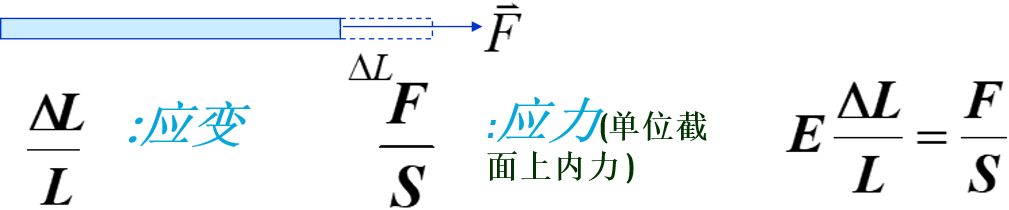 F⃗
ΔL
ΔL/L :应变 F/S :应力(单位截
面上内力) E ΔL/L = F/S